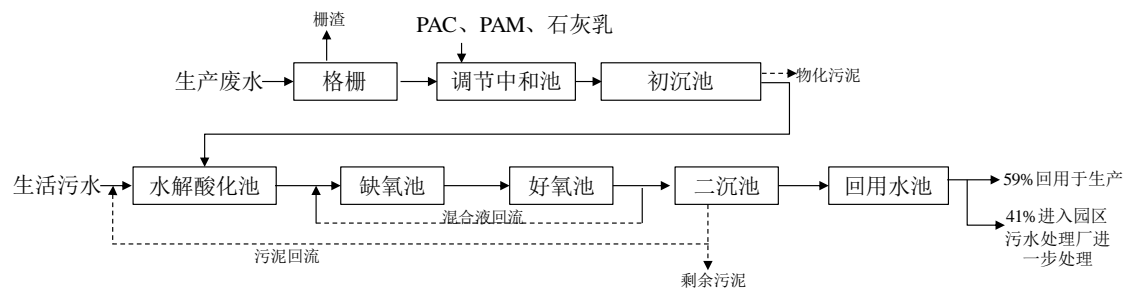 栅渣
PAC、PAM、石灰乳
生产废水
格栅
调节中和池
初沉池
物化污泥
生活污水
水解酸化池
缺氧池
好氧池
二沉池
回用水池
59%回用于生产
混合液回流
41%进入园区
污水处理厂进
一步处理
污泥回流
剩余污泥